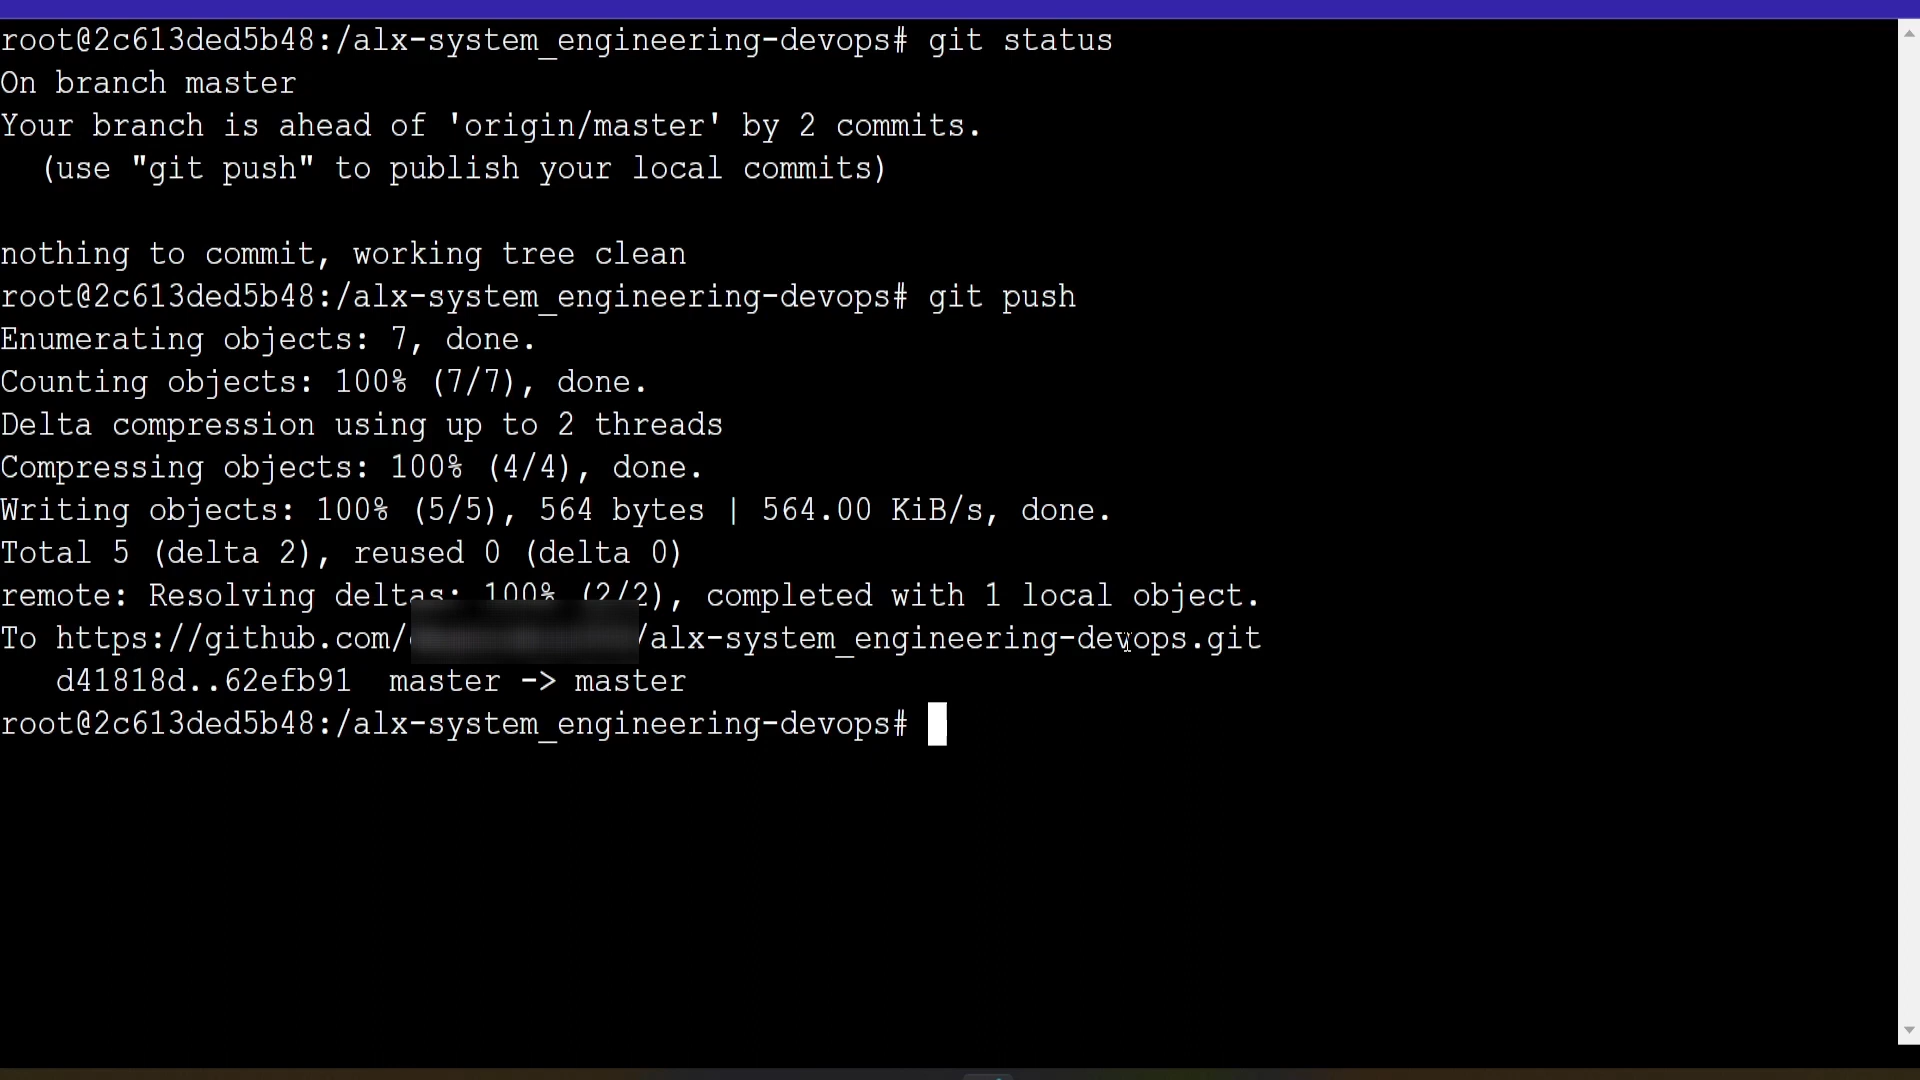 root@2c613ded5b48:/alx-system_engineering-devops# git status
On branch master
Your branch is ahead of 'origin/master' by 2 commits.
  (use "git push" to publish your local commits)

nothing to commit, working tree clean
root@2c613ded5b48:/alx-system_engineering-devops# git push
Enumerating objects: 7, done.
Counting objects: 100% (7/7), done.
Delta compression using up to 2 threads
Compressing objects: 100% (4/4), done.
Writing objects: 100% (5/5), 564 bytes | 564.00 KiB/s, done.
Total 5 (delta 2), reused 0 (delta 0)
remote: Resolving deltas: 100% (2/2), completed with 1 local object.
To https://github.com/ /alx-system_engineering-devops.git
   d41818d..62efb91  master -> master
root@2c613ded5b48:/alx-system_engineering-devops#